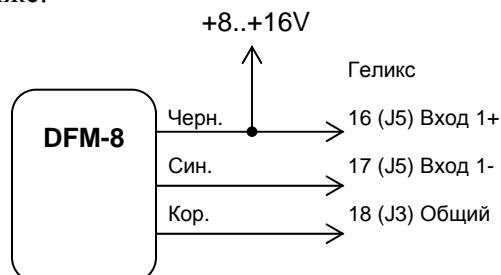 +8..+16V
Геликс
DFM-8
Черн.
16 (J5) Вход 1+
Син.
17 (J5) Вход 1-
Кор.
18 (J3) Общий